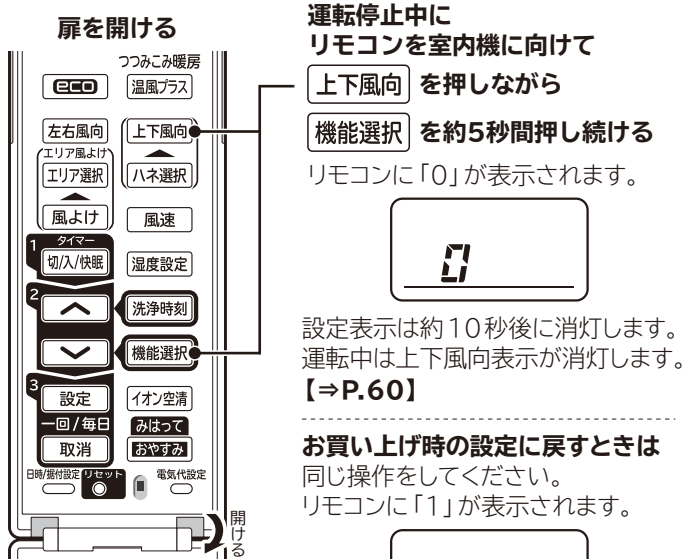 扉を開ける
つつみこみ暖房
eco
温風プラス
左右風向
上下風向
エリア風よけ
エリア選択
ハネ選択
風よけ
風速
1
タイマー
切/入/快眠
湿度設定
2
洗浄時刻
機能選択
3
設定
イオン空清
一回/毎日
みはって
取消
おやすみ
日時/据付設定
リセット
電気代設定
開ける
運転停止中に
リモコンを室内機に向けて
上下風向 を押しながら
機能選択 を約5秒間押し続ける
リモコンに「0」が表示されます。
0
設定表示は約10秒後に消灯します。
運転中は上下風向表示が消灯します。
【⇒P.60】
お買い上げ時の設定に戻すときは
同じ操作をしてください。
リモコンに「1」が表示されます。